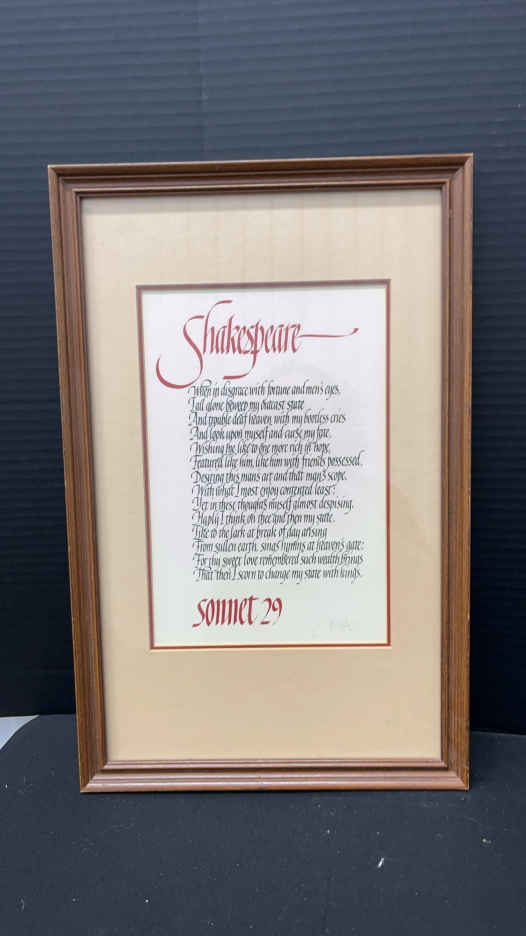 Shakespeare
When in disgrace with fortune and men's eyes,
I all alone beweep my outcast state
And trouble deaf heaven with my bootless cries
And look upon myself and curse my fate,
Wishing me like to one more rich in hope,
Featured like him, like him with friends possessed,
Desiring this mans art and that man's scope,
With what I most enjoy contented least:
Yet in these thoughts myself almost despising,
Haply I think on thee and then my state,
Like to the lark at break of day arising
From sullen earth, sings hymns at heaven's gate:
For thy sweet love remembered such wealth brings
That then I scorn to change my state with kings.
sonnet 29